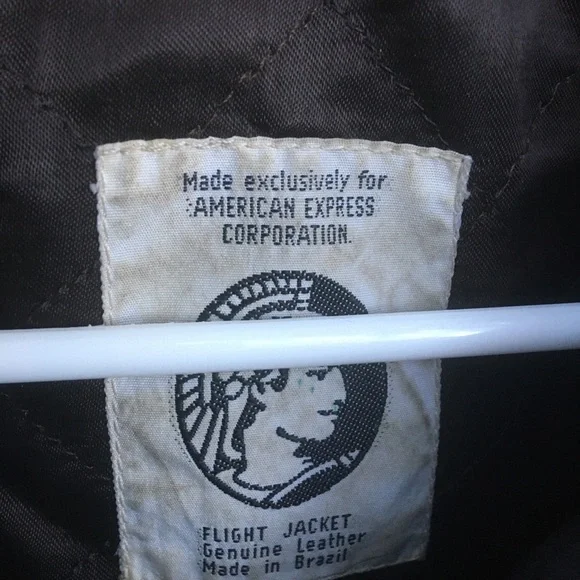 Made exclusively for
AMERICAN EXPRESS
CORPORATION.
FLIGHT JACKET
Genuine Leather
Made in Brazil